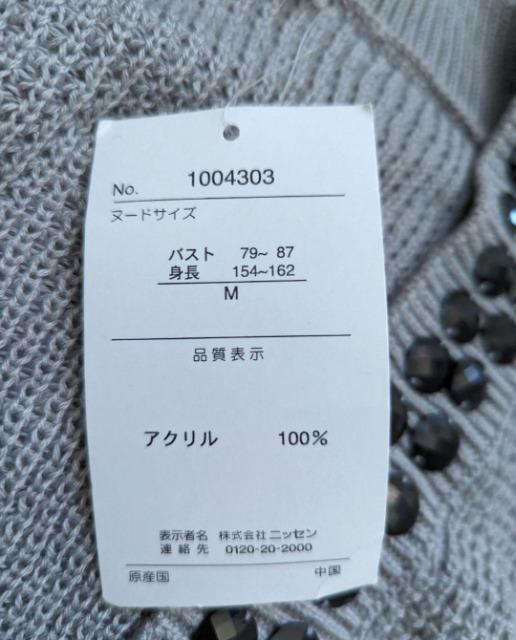 No. 1004303
ヌードサイズ
バスト 79~ 87
身長 154~162
M
品質表示
アクリル 100%
表示者名 株式会社ニッセン
連絡先 0120-20-2000
原産国 中国